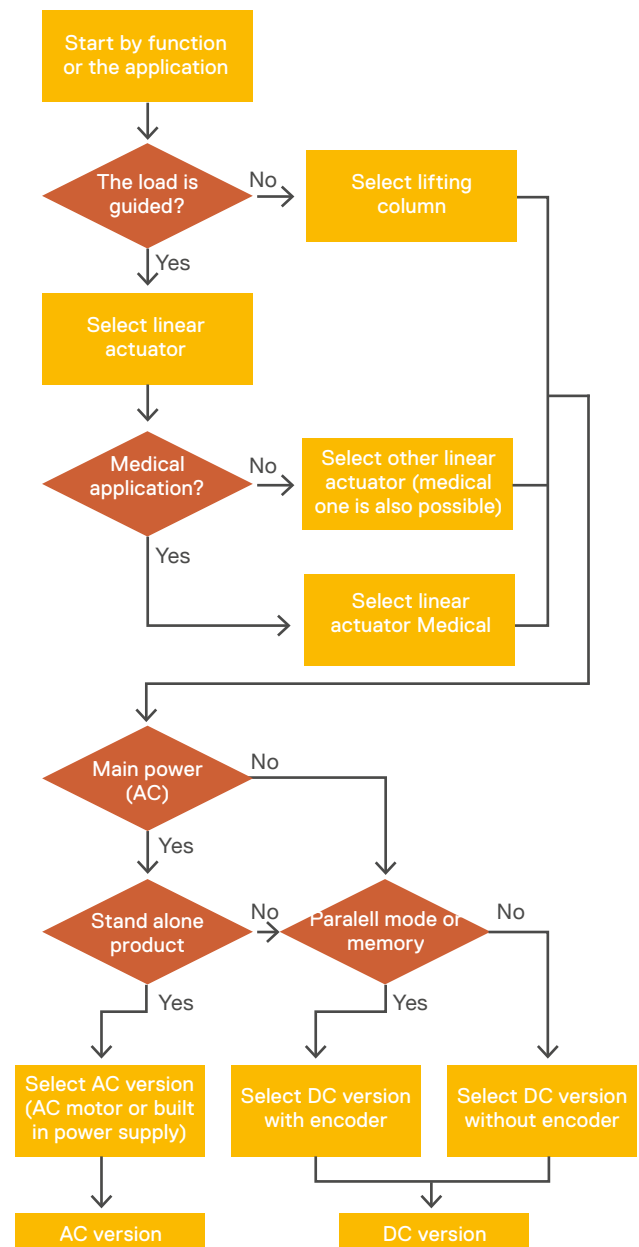 Start by function
or the application
The load is
guided?
No
Select lifting
column
Yes
Select linear
actuator
Medical
application?
No
Select other linear
actuator (medical
one is also possible)
Yes
Select linear
actuator Medical
Main power
(AC)
No
Yes
Stand alone
product
No
Paralell mode or
memory
No
Yes
Yes
Select AC version
(AC motor or built
in power supply)
Select DC version
with encoder
Select DC version
without encoder
AC version
DC version